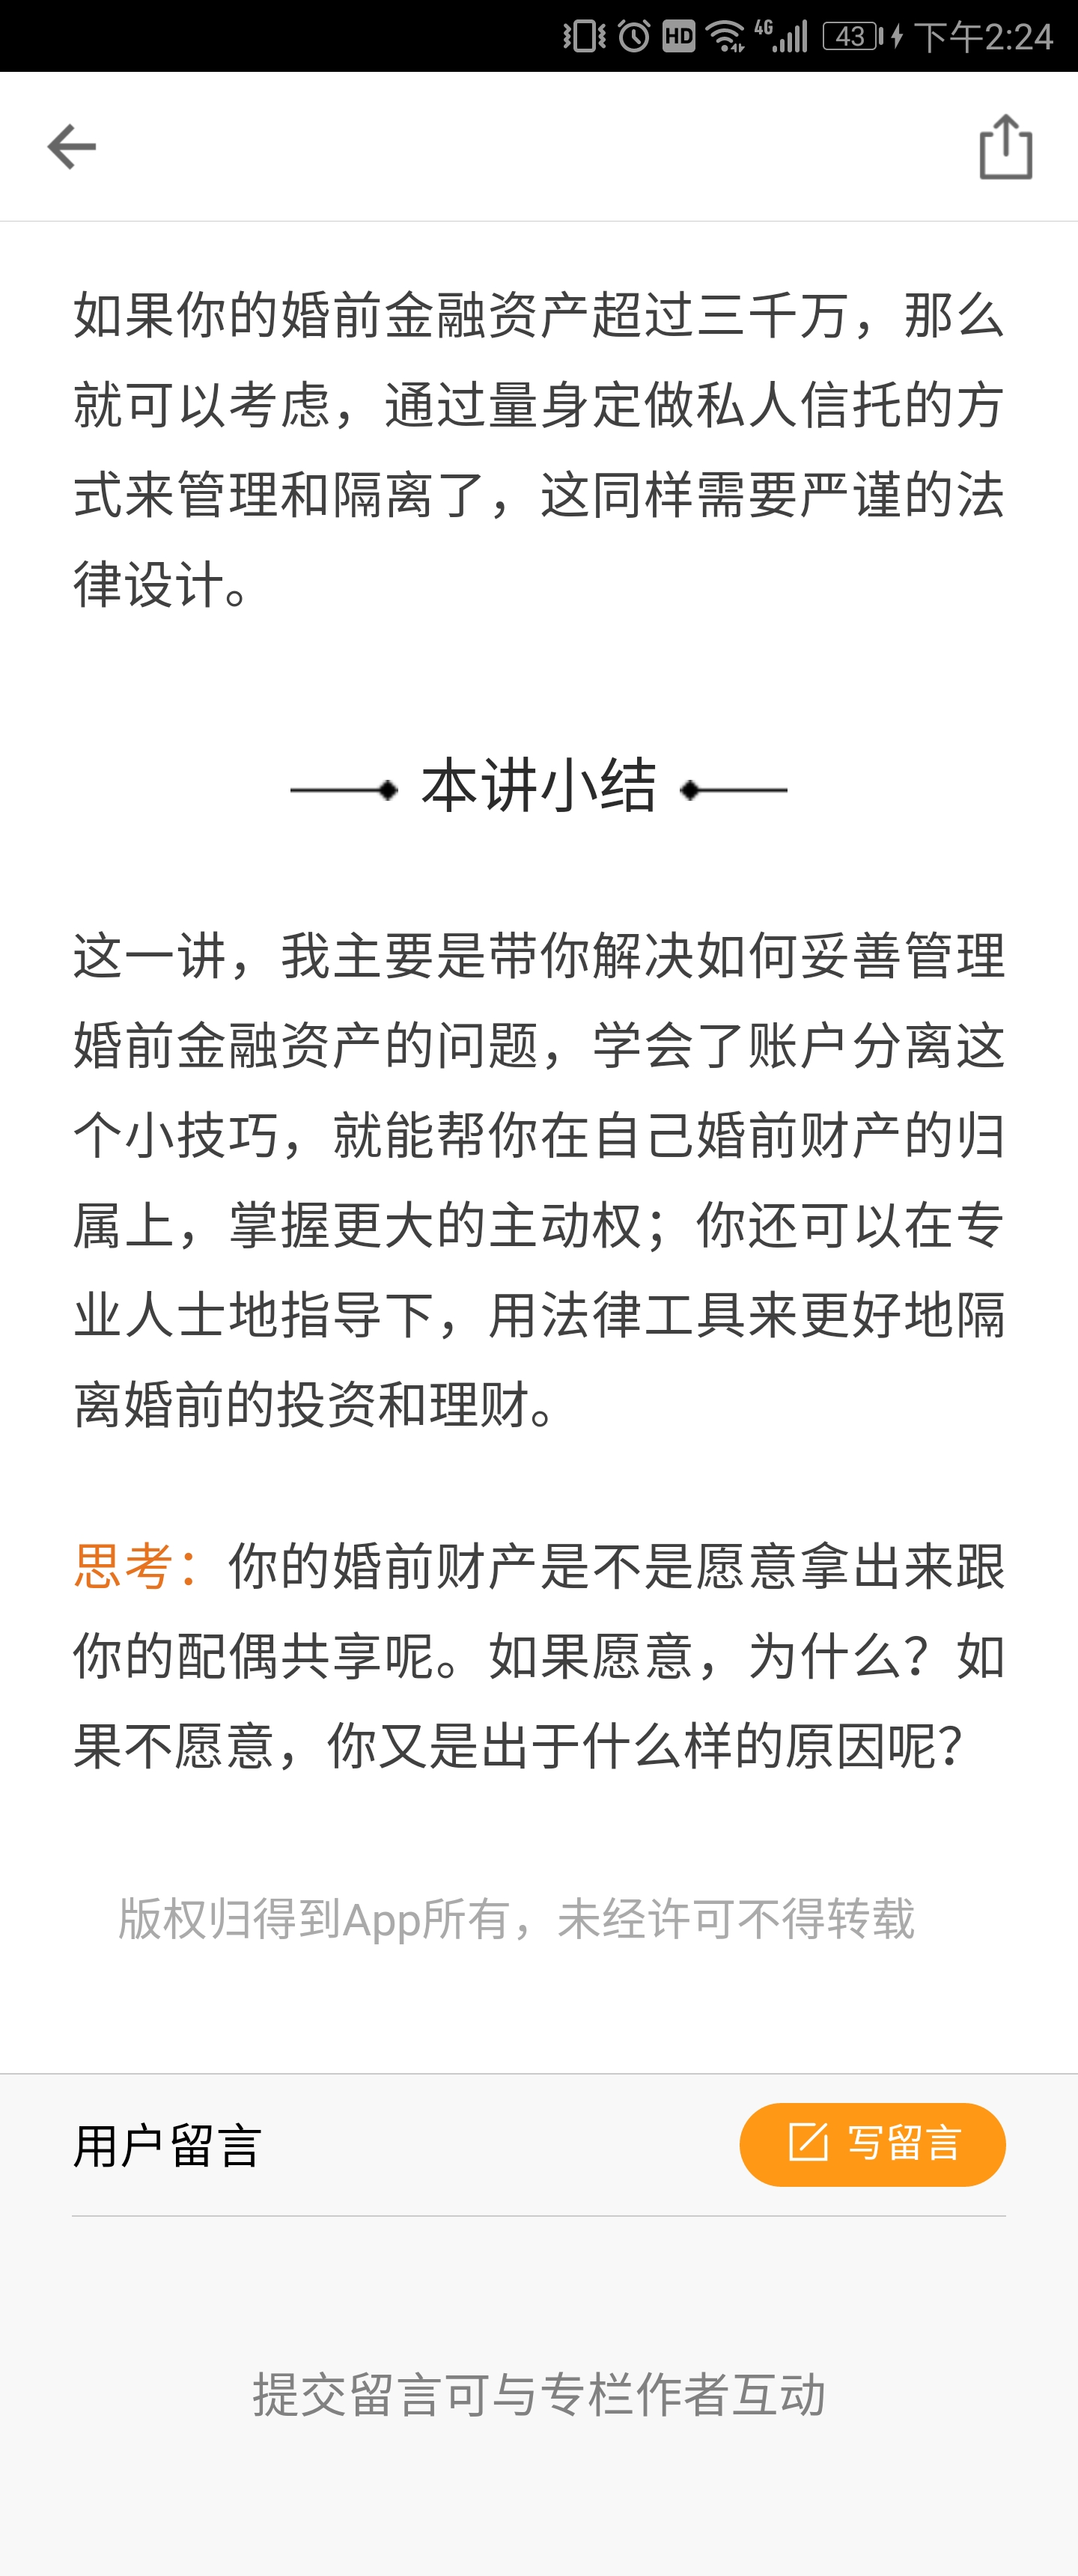 HD 4G 43 下午2:24
如果你的婚前金融资产超过三千万，那么
就可以考虑，通过量身定做私人信托的方
式来管理和隔离了，这同样需要严谨的法
律设计。
本讲小结
这一讲，我主要是带你解决如何妥善管理
婚前金融资产的问题，学会了账户分离这
个小技巧，就能帮你在自己婚前财产的归
属上，掌握更大的主动权；你还可以在专
业人士地指导下，用法律工具来更好地隔
离婚前的投资和理财。
思考：你的婚前财产是不是愿意拿出来跟
你的配偶共享呢。如果愿意，为什么？如
果不愿意，你又是出于什么样的原因呢？
版权归得到App所有，未经许可不得转载
用户留言
写留言
提交留言可与专栏作者互动